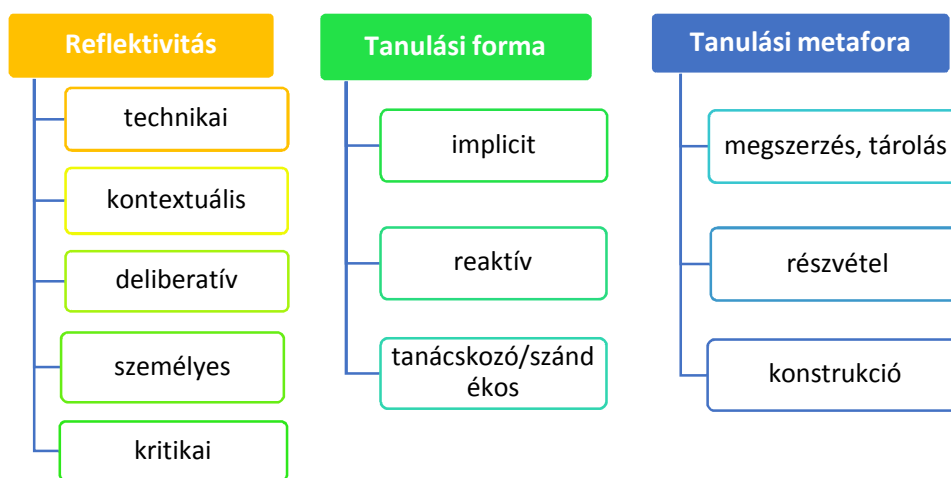 Reflektivitás
technikai
kontextuális
deliberatív
személyes
kritikai
Tanulási forma
implicit
reaktív
tanácskozó/szánd
ékos
Tanulási metafora
megszerzés, tárolás
részvétel
konstrukció